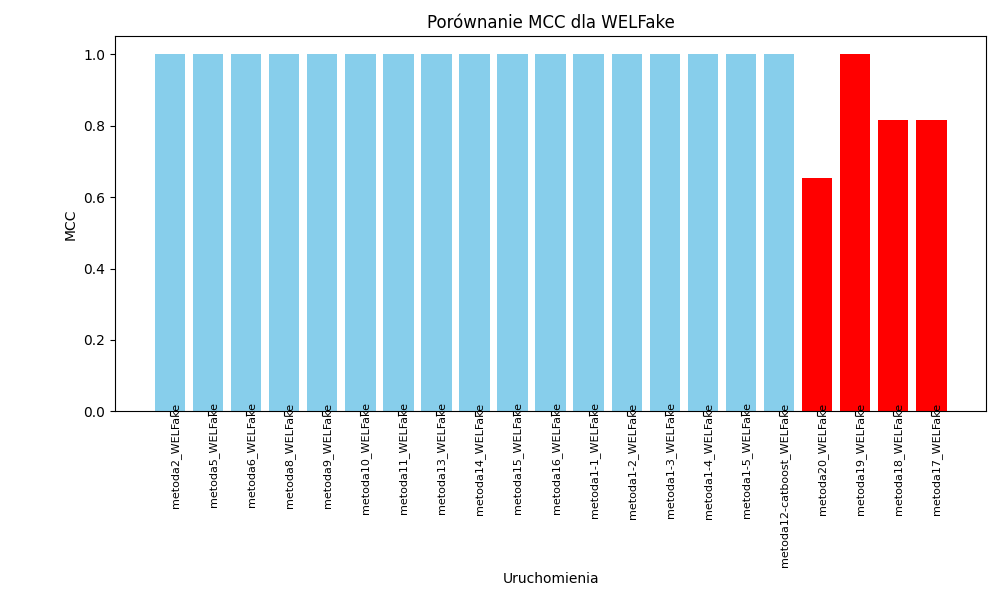 Porównanie MCC dla WELFake
1.0
0.8
0.6
0.4
0.2
0.0
MCC
metoda2_WELFake
metoda5_WELFake
metoda6_WELFake
metoda8_WELFake
metoda9_WELFake
metoda10_WELFake
metoda11_WELFake
metoda13_WELFake
metoda14_WELFake
metoda15_WELFake
metoda16_WELFake
metoda1-1_WELFake
metoda1-2_WELFake
metoda1-3_WELFake
metoda1-4_WELFake
metoda1-5_WELFake
metoda12-catboost_WELFake
metoda20_WELFake
metoda19_WELFake
metoda18_WELFake
metoda17_WELFake
Uruchomienia